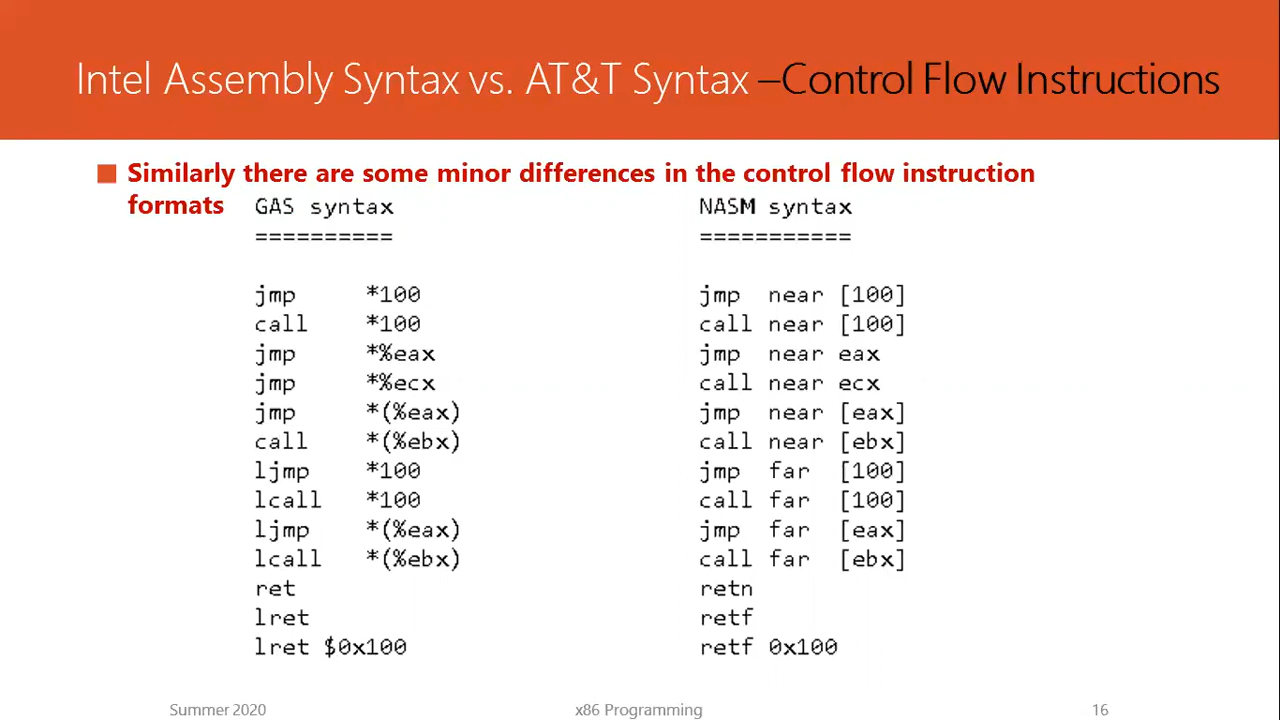 Intel Assembly Syntax vs. AT&T Syntax –Control Flow Instructions
Similarly there are some minor differences in the control flow instruction
formats
GAS syntax NASM syntax
========== ===========
jmp *100 jmp near [100]
call *100 call near [100]
jmp *%eax jmp near eax
jmp *%ecx call near ecx
jmp *(%eax) jmp near [eax]
call *(%ebx) call near [ebx]
ljmp *100 jmp far [100]
lcall *100 call far [100]
ljmp *(%eax) jmp far [eax]
lcall *(%ebx) call far [ebx]
ret retn
lret retf
lret $0x100 retf 0x100
Summer 2020 x86 Programming 16